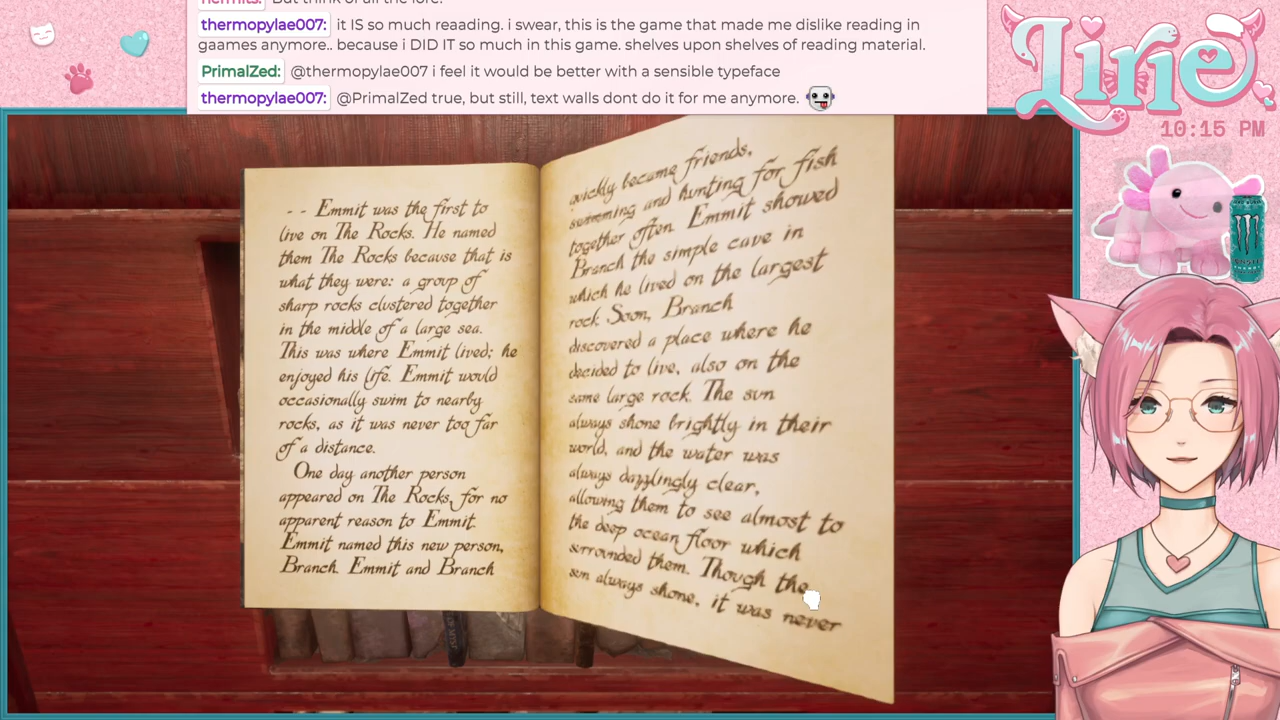 hermits: But think of all the lore.
thermopylae007: it IS so much reaading. i swear, this is the game that made me dislike reading in
gaames anymore.. because i DID IT so much in this game. shelves upon shelves of reading material.
PrimalZed: @thermopylae007 i feel it would be better with a sensible typeface
thermopylae007: @PrimalZed true, but still, text walls dont do it for me anymore.
Lirie
10:15 PM
-- Emmit was the first to
live on The Rocks. He named
them The Rocks because that is
what they were: a group of
sharp rocks clustered together
in the middle of a large sea.
This was where Emmit lived; he
enjoyed his life. Emmit would
occasionally swim to nearby
rocks, as it was never too far
of a distance.
One day another person
appeared on The Rocks, for no
apparent reason to Emmit.
Emmit named this new person,
Branch. Emmit and Branch
quickly became friends,
swimming and hunting for fish
together often. Emmit showed
Branch the simple cave in
which he lived on the largest
rock. Soon, Branch
discovered a place where he
decided to live, also on the
same large rock. The sun
always shone brightly in their
world, and the water was
always dazzlingly clear,
allowing them to see almost to
the deep ocean floor which
surrounded them. Though the
sun always shone, it was never